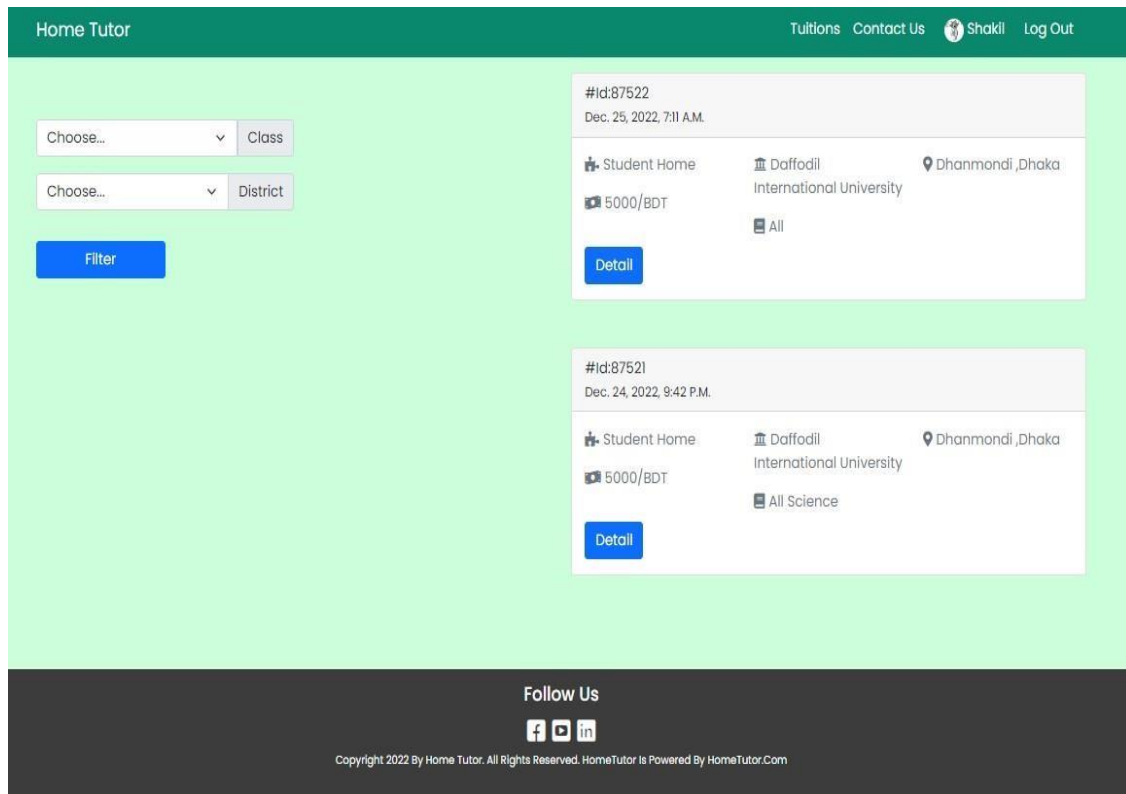 Home Tutor
Tuitions Contact Us Shakil Log Out
Choose... Class
Choose... District
Filter
#Id:87522
Dec. 25, 2022, 7:11 A.M.
Student Home
5000/BDT
Daffodil
International University
All
Dhanmondi ,Dhaka
Detail
#Id:87521
Dec. 24, 2022, 9:42 P.M.
Student Home
5000/BDT
Daffodil
International University
All Science
Dhanmondi ,Dhaka
Detail
Follow Us
Copyright 2022 By Home Tutor. All Rights Reserved. HomeTutor Is Powered By HomeTutor.Com